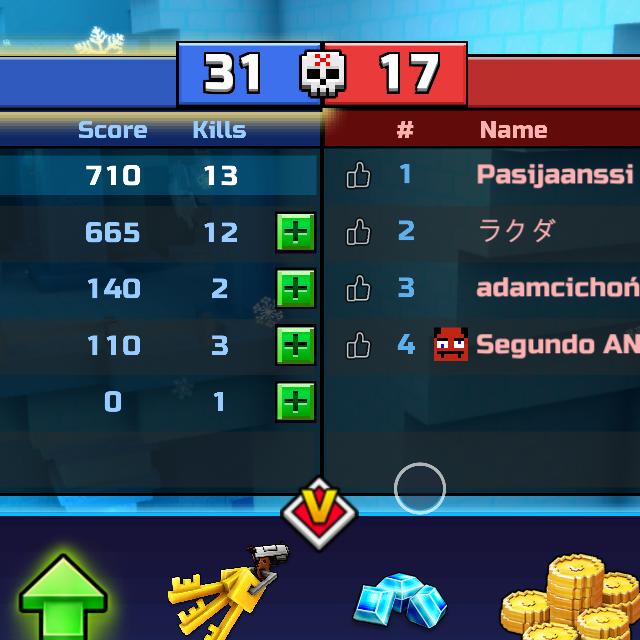 31 17
Score Kills # Name
710 13 1 Pasijaanssi
665 12 2 ラクダ
140 2 3 adamcichoń
110 3 4 Segundo AN
0 1
V